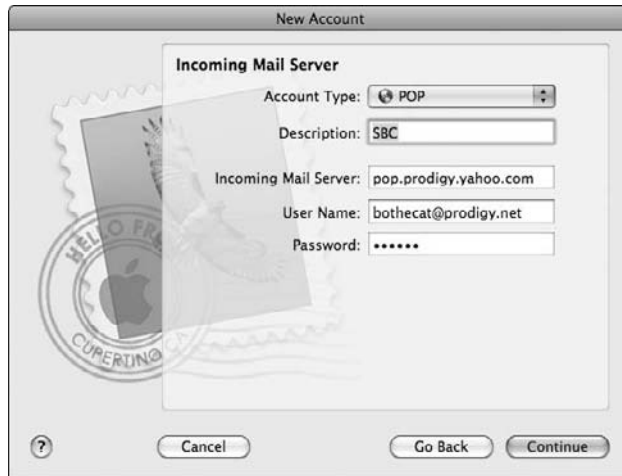 New Account
Incoming Mail Server
Account Type: POP
Description: SBC
Incoming Mail Server: pop.prodigy.yahoo.com
User Name: bothecat@prodigy.net
Password: ••••••
HELLO FR
CUPERTINO CA
? Cancel Go Back Continue